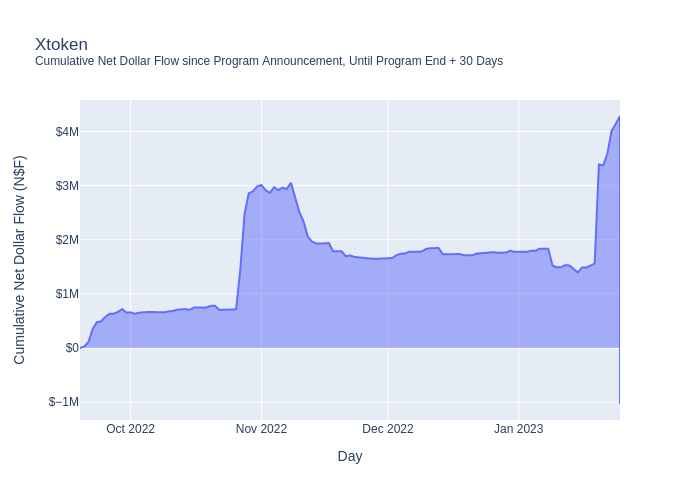 Xtoken
Cumulative Net Dollar Flow since Program Announcement, Until Program End + 30 Days
Cumulative Net Dollar Flow (N$F)
$4M
$3M
$2M
$1M
$0
$−1M
Oct 2022
Nov 2022
Dec 2022
Jan 2023
Day